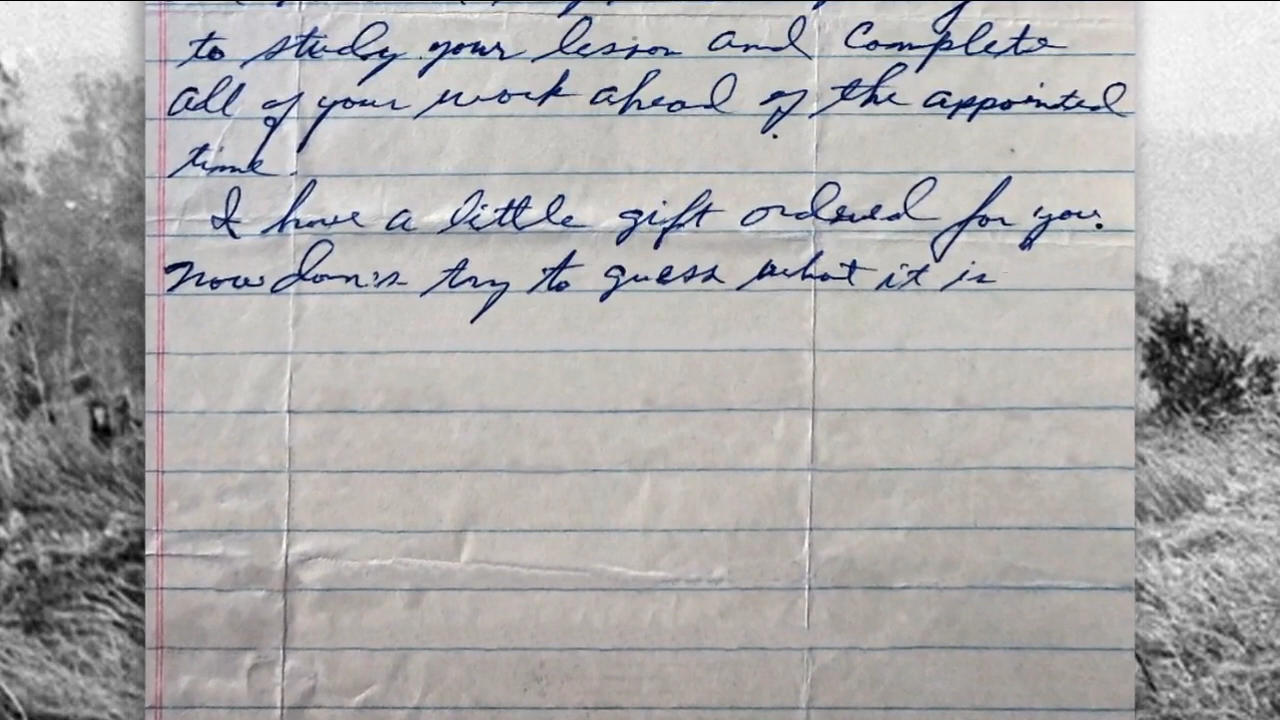 to study your lesson and complete
all of your work ahead of the appointed
time.
I have a little gift ordered for you.
Now don't try to guess what it is